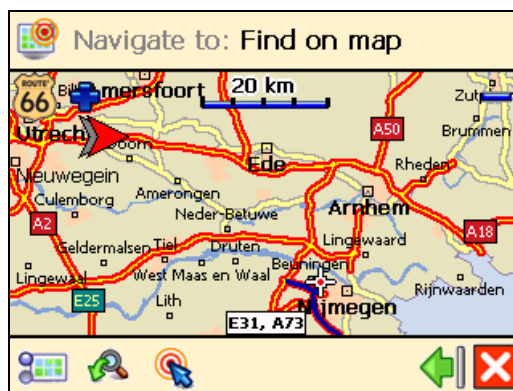 Navigate to: Find on map
ROUTE 66
Bil
mersfoort
20 km
Zut
Utrech
oorn
A50
Brummen
Ede
Rheden
Nieuwegein
Culemborg
Amerongen
Arnhem
A2
Neder-Betuwe
A18
Geldermalsen
Tiel
Druten
Lingewaard
Lingewaal
West Maas en Waal
Beuningen
Rijnwaarden
E25
Lith
E31, A73
Nijmegen